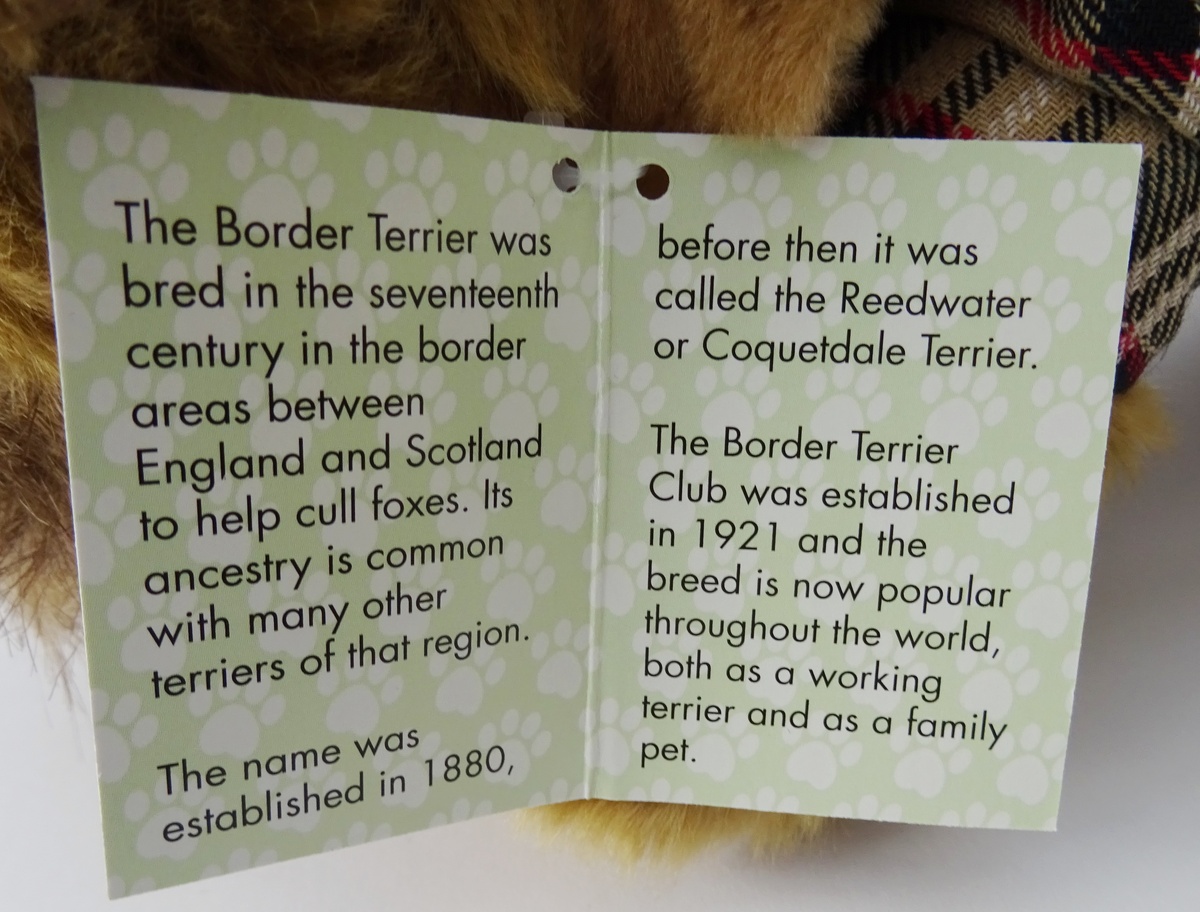 The Border Terrier was
bred in the seventeenth
century in the border
areas between
England and Scotland
to help cull foxes. Its
ancestry is common
with many other
terriers of that region.
The name was
established in 1880,
before then it was
called the Reedwater
or Coquetdale Terrier.
The Border Terrier
Club was established
in 1921 and the
breed is now popular
throughout the world,
both as a working
terrier and as a family
pet.